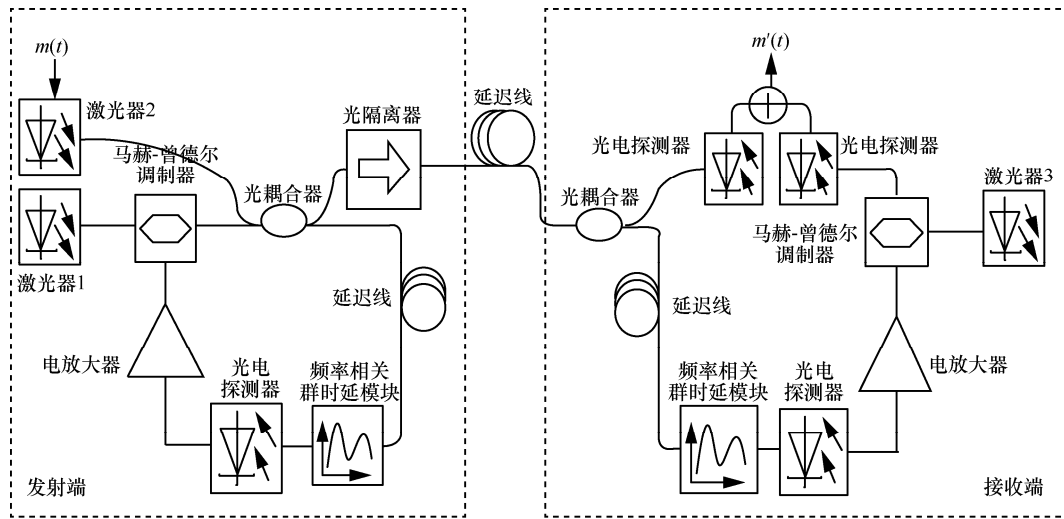 m(t)
激光器2
马赫-曾德尔
调制器
激光器1
光耦合器
光隔离器
延迟线
电放大器
光电
探测器
频率相关
群时延模块
发射端
延迟线
m′(t)
光电探测器
光电探测器
光耦合器
激光器3
马赫-曾德尔
调制器
延迟线
频率相关
群时延模块
光电
探测器
电放大器
接收端